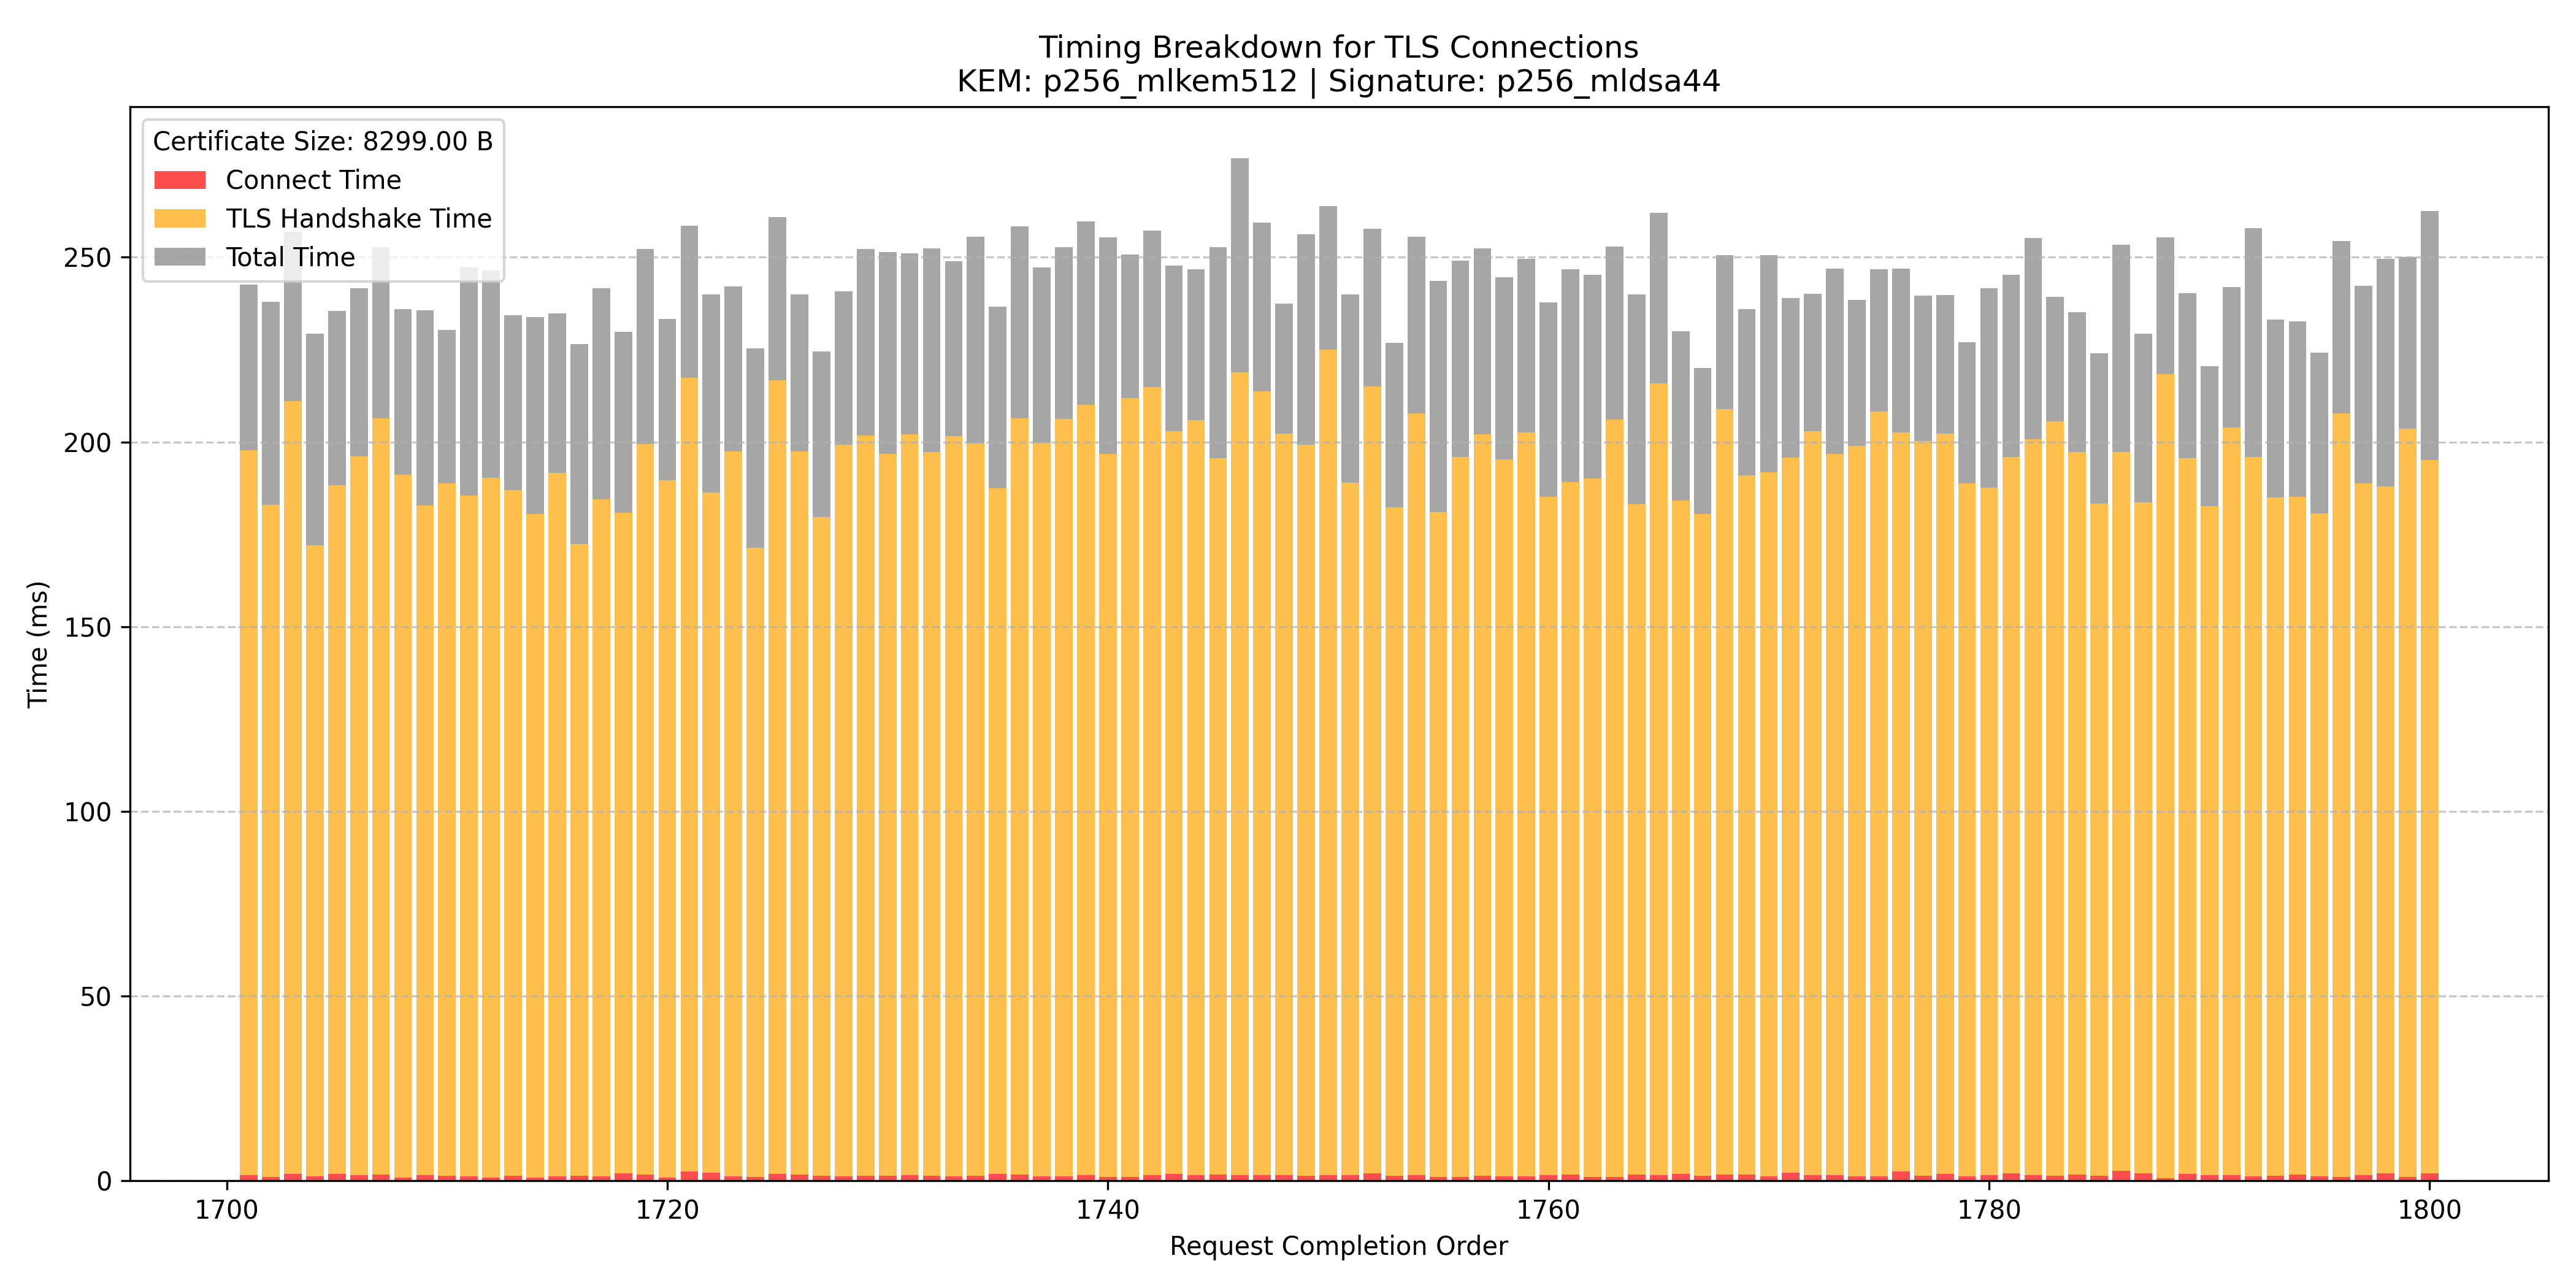 Timing Breakdown for TLS Connections
KEM: p256_mlkem512 | Signature: p256_mldsa44
Certificate Size: 8299.00 B
Connect Time
TLS Handshake Time
Total Time
Time (ms)
250
200
150
100
50
0
1700 1720 1740 1760 1780 1800
Request Completion Order